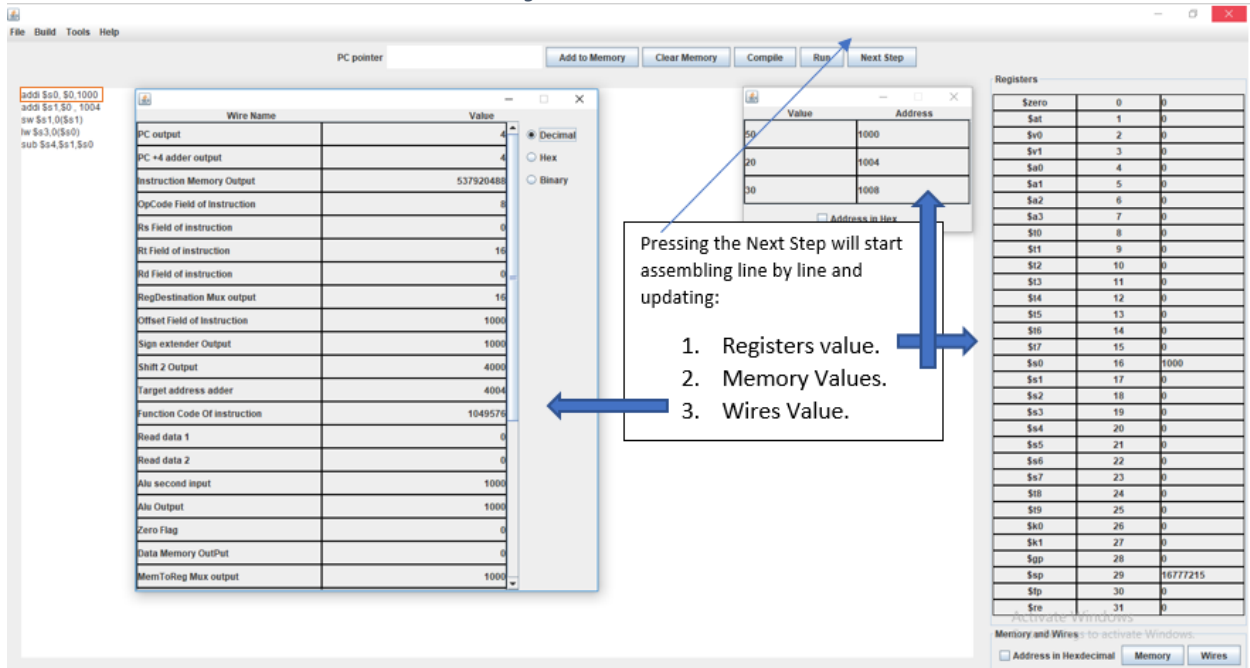 File Build Tools Help
PC pointer Add to Memory Clear Memory Compile Run Next Step
addi $s0, $0,1000
addi $s1,$0 , 1004
sw $s1,0($s1)
lw $s3,0($s0)
sub $s4,$s1,$s0
Wire Name Value
PC output 4
PC +4 adder output 4
Instruction Memory Output 537920488
OpCode Field of Instruction 8
Rs Field of instruction 0
Rt Field of instruction 16
Rd Field of instruction 0
RegDestination Mux output 16
Offset Field of Instruction 1000
Sign extender Output 1000
Shift 2 Output 4000
Target address adder 4004
Function Code Of instruction 1049576
Read data 1 0
Read data 2 0
Alu second input 1000
Alu Output 1000
Zero Flag 0
Data Memory OutPut 0
MemToReg Mux output 1000
Decimal
Hex
Binary
Value Address
50 1000
20 1004
30 1008
Address in Hex
Pressing the Next Step will start
assembling line by line and
updating:
1. Registers value.
2. Memory Values.
3. Wires Value.
Registers
$zero 0 0
$at 1 0
$v0 2 0
$v1 3 0
$a0 4 0
$a1 5 0
$a2 6 0
$a3 7 0
$t0 8 0
$t1 9 0
$t2 10 0
$t3 11 0
$t4 12 0
$t5 13 0
$t6 14 0
$t7 15 0
$s0 16 1000
$s1 17 0
$s2 18 0
$s3 19 0
$s4 20 0
$s5 21 0
$s6 22 0
$s7 23 0
$t8 24 0
$t9 25 0
$k0 26 0
$k1 27 0
$gp 28 0
$sp 29 16777215
$fp 30 0
$re 31 0
Activate Windows
Memory and Wires
to activate Windows.
Address in Hexdecimal Memory Wires